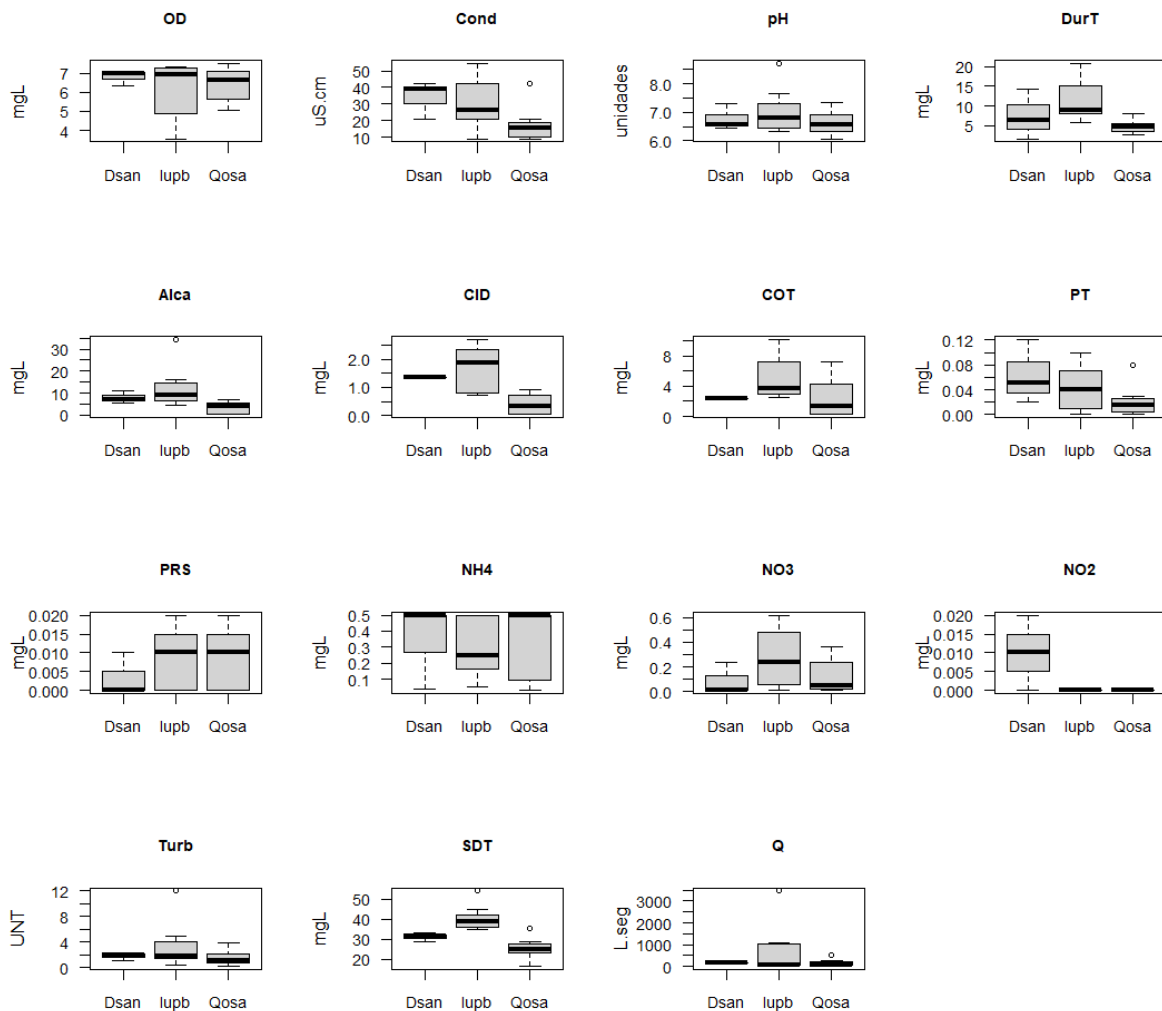 OD Cond pH DurT
mgL 7 6 5 4 Dsan Iupb Qosa
uS.cm 50 40 30 20 10 Dsan Iupb Qosa
unidades 8.0 7.0 6.0 Dsan Iupb Qosa
mgL 20 15 10 5 Dsan Iupb Qosa
Alca CID COT PT
mgL 30 20 10 0 Dsan Iupb Qosa
mgL 2.0 1.0 0.0 Dsan Iupb Qosa
mgL 8 4 0 Dsan Iupb Qosa
mgL 0.12 0.08 0.04 0.00 Dsan Iupb Qosa
PRS NH4 NO3 NO2
mgL 0.020 0.015 0.010 0.005 0.000 Dsan Iupb Qosa
mgL 0.5 0.4 0.3 0.2 0.1 Dsan Iupb Qosa
mgL 0.6 0.4 0.2 0.0 Dsan Iupb Qosa
mgL 0.020 0.015 0.010 0.005 0.000 Dsan Iupb Qosa
Turb SDT Q
UNT 12 8 4 2 0 Dsan Iupb Qosa
mgL 50 40 30 20 Dsan Iupb Qosa
L.seg 3000 2000 1000 0 Dsan Iupb Qosa